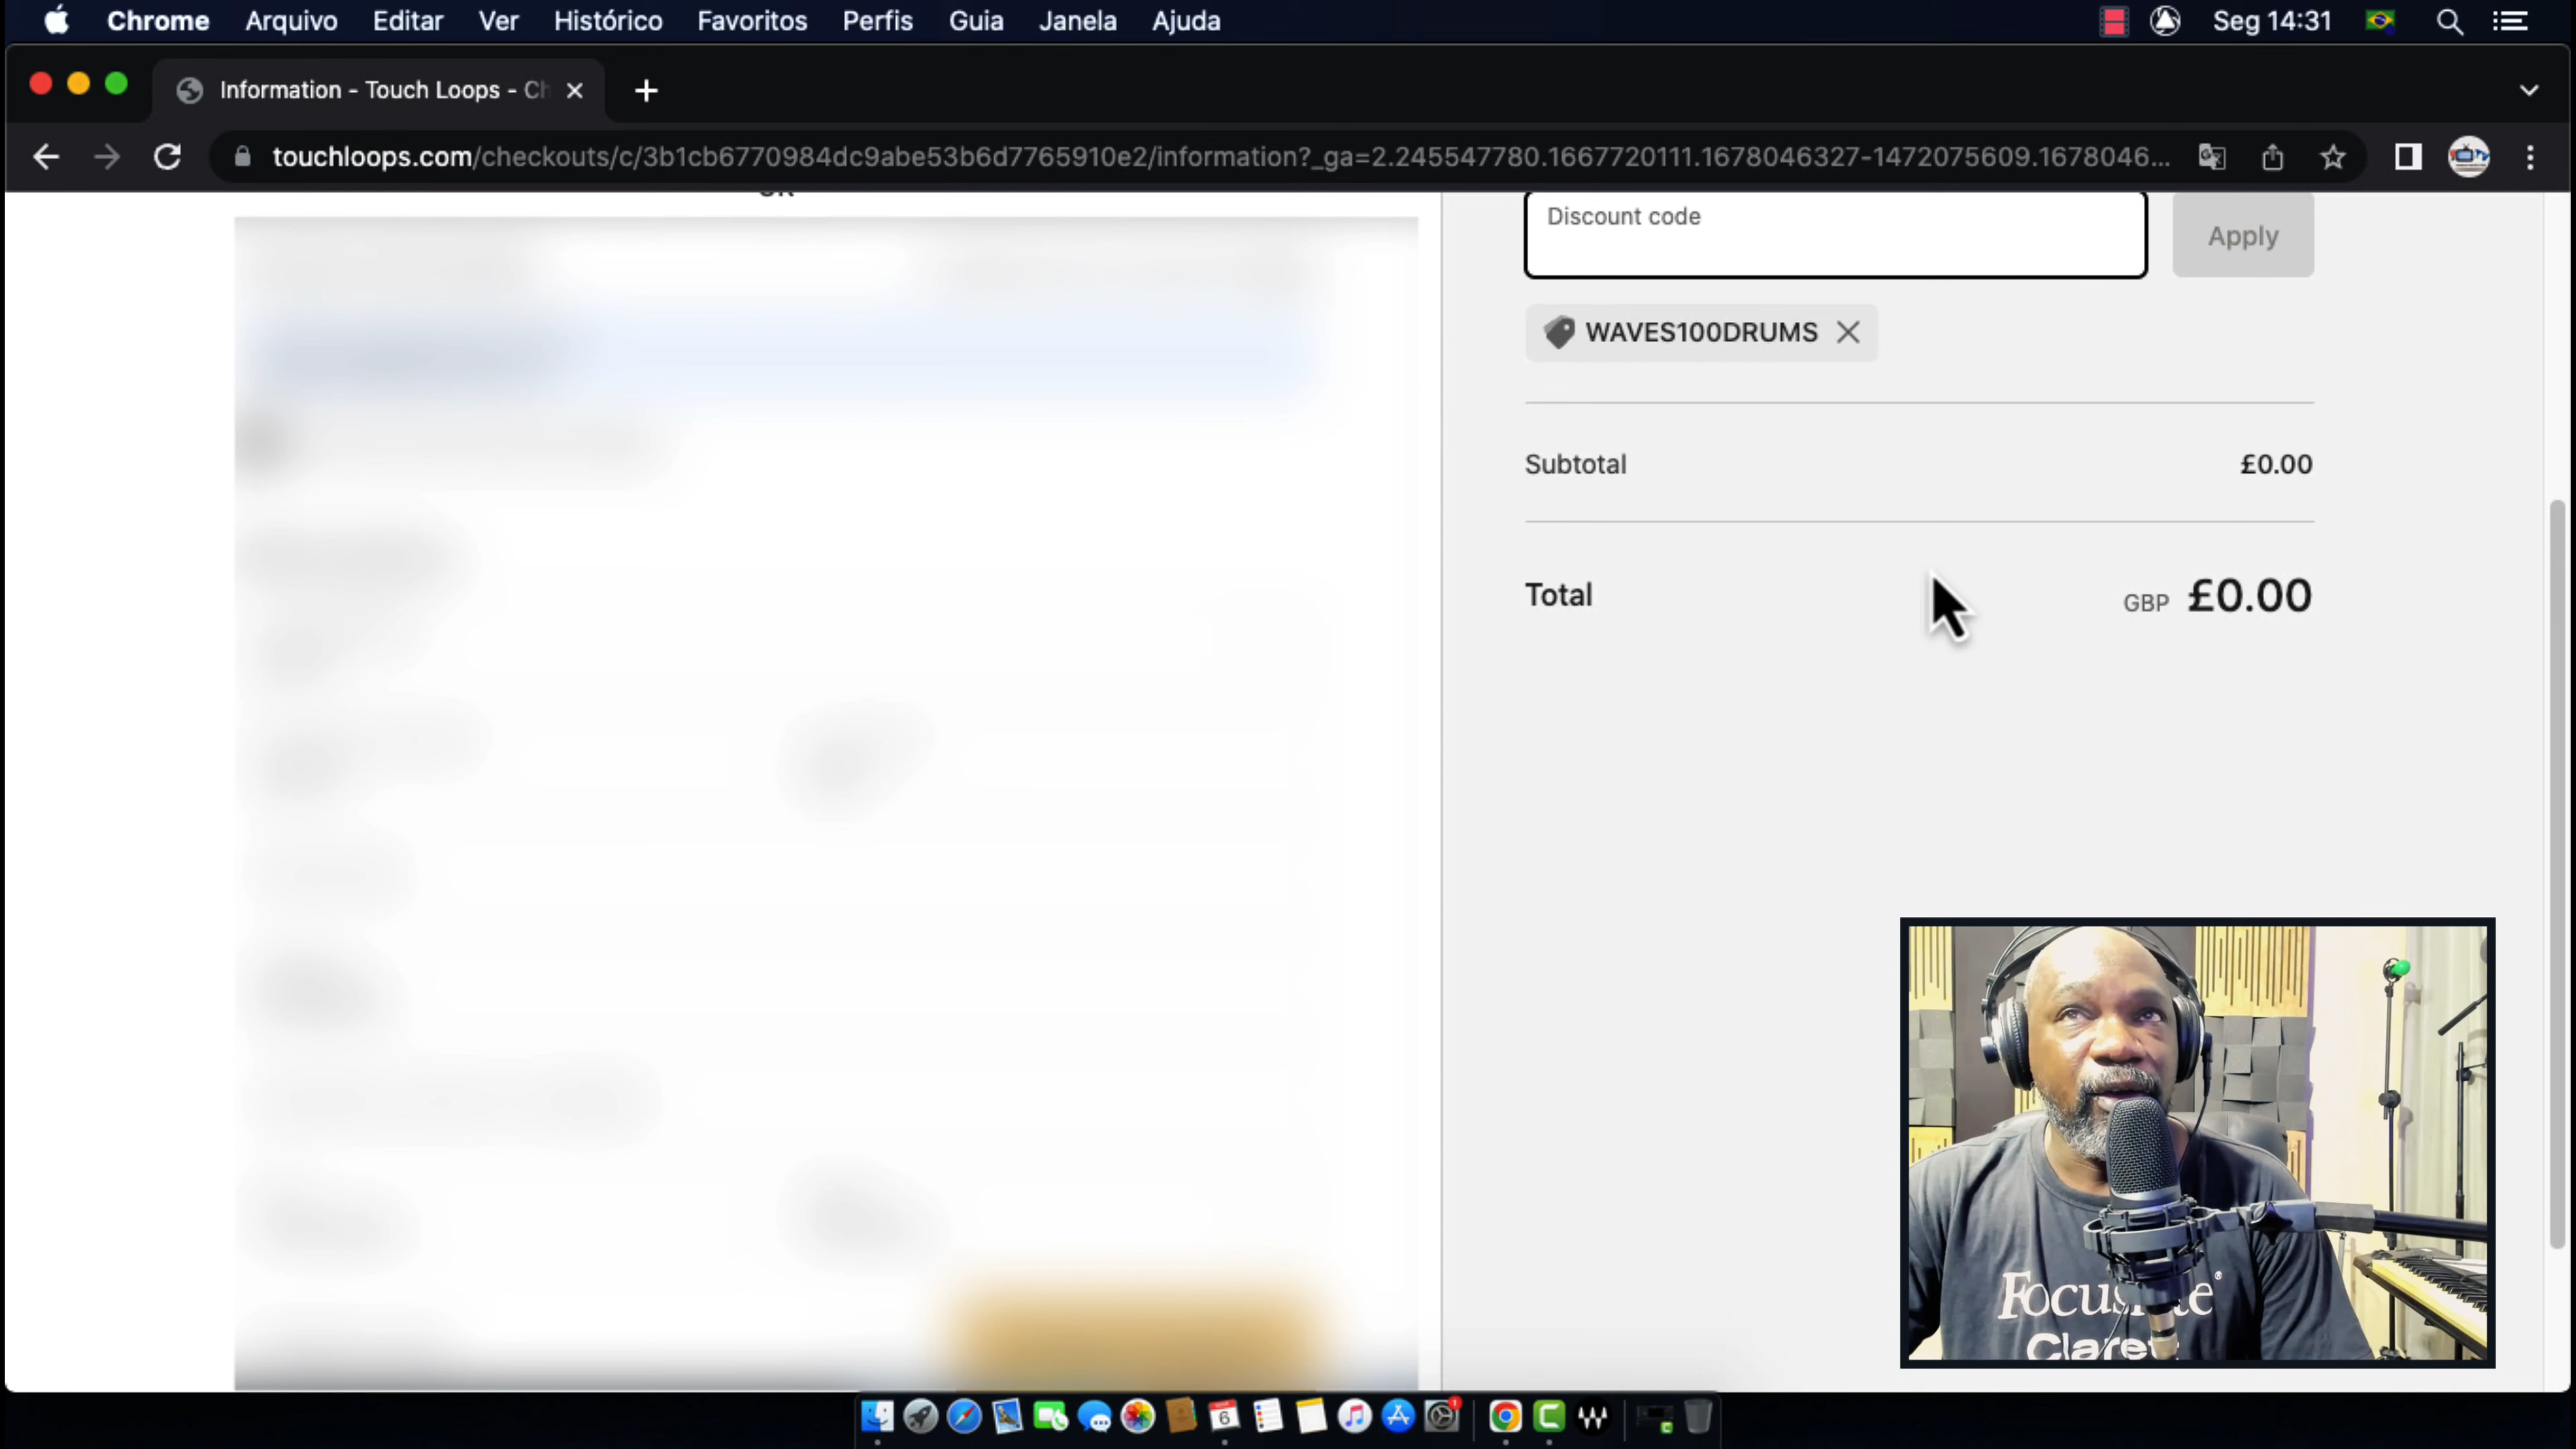 Chrome Arquivo Editar Ver Histórico Favoritos Perfis Guia Janela Ajuda Seg 14:31
Information - Touch Loops - Ch
touchloops.com/checkouts/c/3b1cb6770984dc9abe53b6d7765910e2/information?_ga=2.245547780.1667720111.1678046327-1472075609.1678046...
Discount code
Apply
WAVES100DRUMS
Subtotal £0.00
Total GBP £0.00
Focusrite
Claret
6